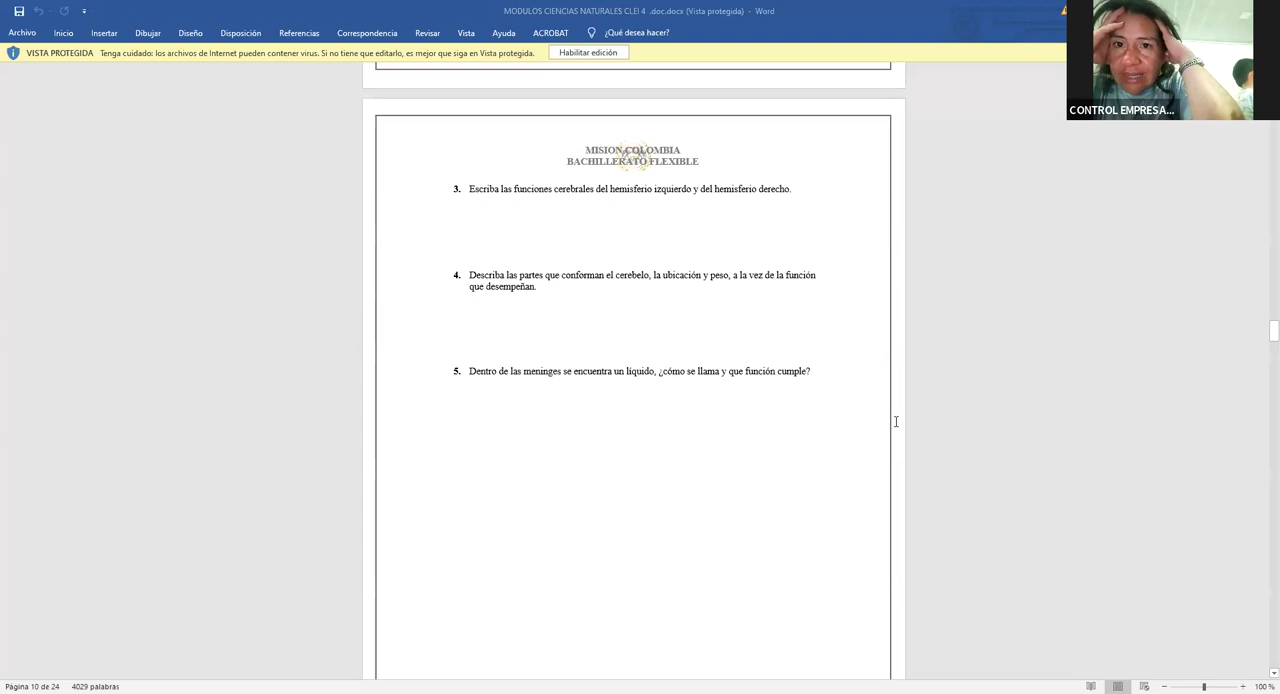 MODULOS CIENCIAS NATURALES CLEI 4 .doc.docx (Vista protegida) - Word
Archivo Inicio Insertar Dibujar Diseño Disposición Referencias Correspondencia Revisar Vista Ayuda ACROBAT ¿Qué desea hacer?
VISTA PROTEGIDA Tenga cuidado: los archivos de Internet pueden contener virus. Si no tiene que editarlo, es mejor que siga en Vista protegida. Habilitar edición
CONTROL EMPRESA...
MISION COLOMBIA
BACHILLERATO FLEXIBLE
3. Escriba las funciones cerebrales del hemisferio izquierdo y del hemisferio derecho.
4. Describa las partes que conforman el cerebelo, la ubicación y peso, a la vez de la función
que desempeñan.
5. Dentro de las meninges se encuentra un líquido, ¿cómo se llama y que función cumple?
Página 10 de 24 4029 palabras
100 %